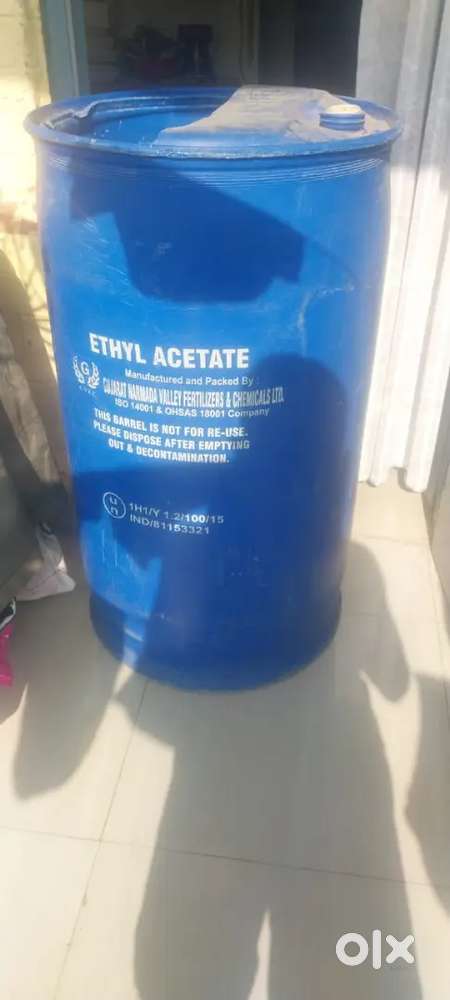 ETHYL ACETATE
Manufactured and Packed By :
GUJARAT NARMADA VALLEY FERTILIZERS & CHEMICALS LTD.
ISO 14001 & OHSAS 18001 Company
THIS BARREL IS NOT FOR RE-USE.
PLEASE DISPOSE AFTER EMPTYING
OUT & DECONTAMINATION.
G
un
1H1/Y 1.2/100/15
IND/81153321
olx